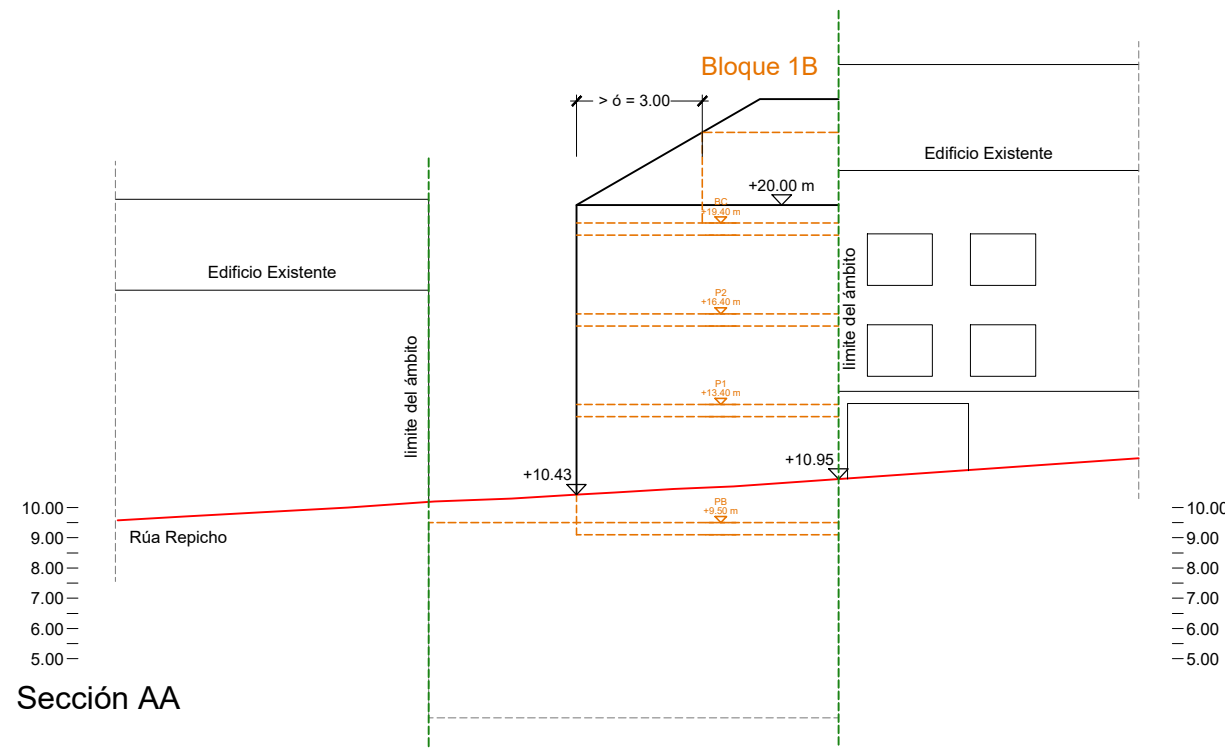 Bloque 1B
> ó = 3.00
Edificio Existente
+20.00 m
BC
+19.40 m
Edificio Existente
limite del ámbito
P2
+16.40 m
limite del ámbito
P1
+13.40 m
+10.43
+10.95
PB
+9.50 m
Rúa Repicho
10.00
9.00
8.00
7.00
6.00
5.00
10.00
9.00
8.00
7.00
6.00
5.00
Sección AA